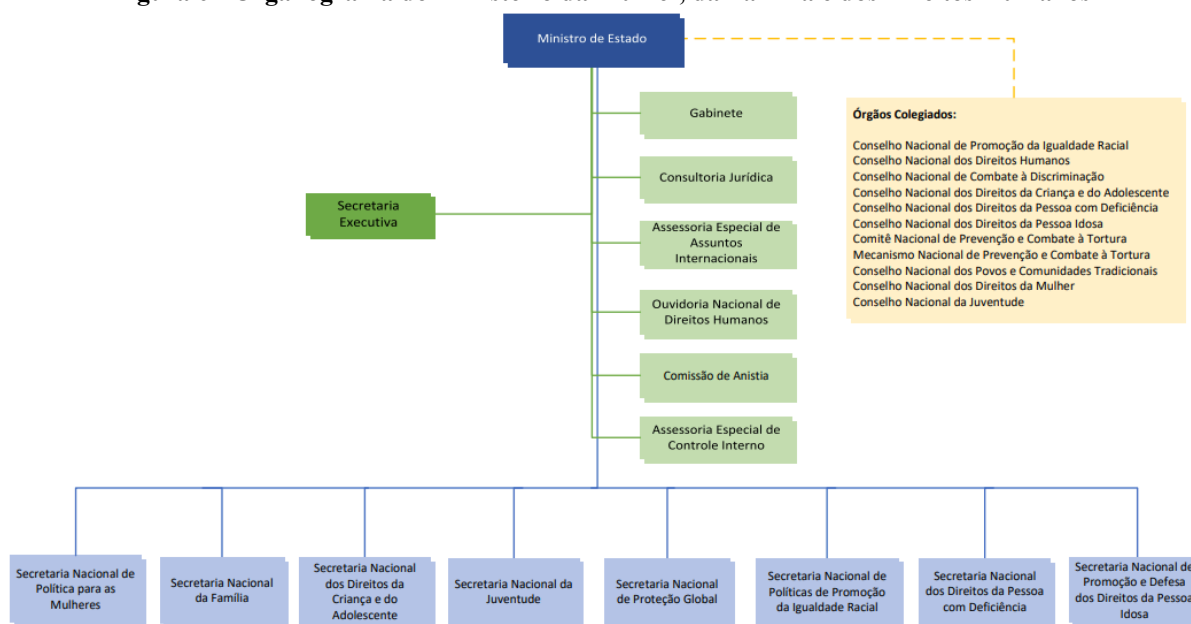 Ministro de Estado
Gabinete
Consultoria Jurídica
Secretaria
Executiva
Assessoria Especial de
Assuntos
Internacionais
Ouvidoria Nacional de
Direitos Humanos
Comissão de Anistia
Assessoria Especial de
Controle Interno
Órgãos Colegiados:
Conselho Nacional de Promoção da Igualdade Racial
Conselho Nacional dos Direitos Humanos
Conselho Nacional de Combate à Discriminação
Conselho Nacional dos Direitos da Criança e do Adolescente
Conselho Nacional dos Direitos da Pessoa com Deficiência
Conselho Nacional dos Direitos da Pessoa Idosa
Comitê Nacional de Prevenção e Combate à Tortura
Mecanismo Nacional de Prevenção e Combate à Tortura
Conselho Nacional dos Povos e Comunidades Tradicionais
Conselho Nacional dos Direitos da Mulher
Conselho Nacional da Juventude
Secretaria Nacional de
Política para as
Mulheres
Secretaria Nacional
da Família
Secretaria Nacional
dos Direitos da
Criança e do
Adolescente
Secretaria Nacional da
Juventude
Secretaria Nacional
de Proteção Global
Secretaria Nacional de
Políticas de Promoção
da Igualdade Racial
Secretaria Nacional
dos Direitos da Pessoa
com Deficiência
Secretaria Nacional de
Promoção e Defesa
dos Direitos da Pessoa
Idosa